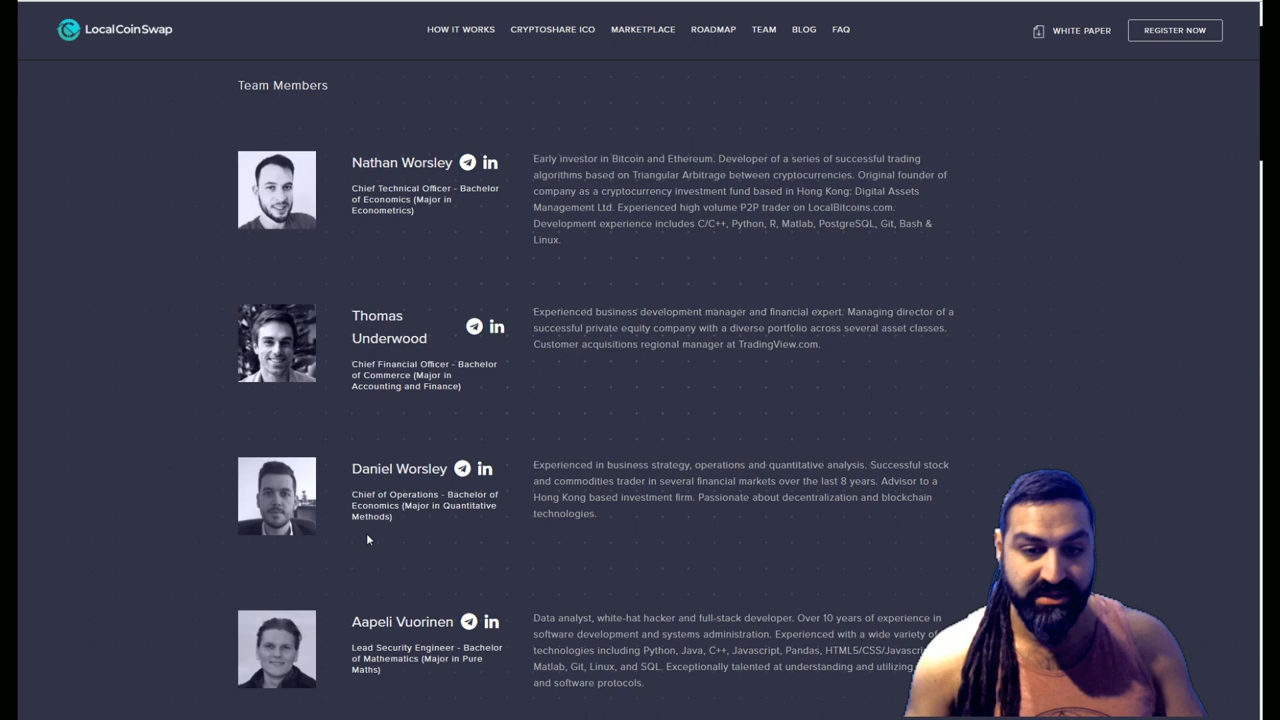 LocalCoinSwap
HOW IT WORKS CRYPTOSHARE ICO MARKETPLACE ROADMAP TEAM BLOG FAQ
WHITE PAPER
REGISTER NOW
Team Members
Nathan Worsley
Chief Technical Officer - Bachelor
of Economics (Major in
Econometrics)
Early investor in Bitcoin and Ethereum. Developer of a series of successful trading
algorithms based on Triangular Arbitrage between cryptocurrencies. Original founder of
company as a cryptocurrency investment fund based in Hong Kong: Digital Assets
Management Ltd. Experienced high volume P2P trader on LocalBitcoins.com.
Development experience includes C/C++, Python, R, Matlab, PostgreSQL, Git, Bash &
Linux.
Thomas
Underwood
Chief Financial Officer - Bachelor
of Commerce (Major in
Accounting and Finance)
Experienced business development manager and financial expert. Managing director of a
successful private equity company with a diverse portfolio across several asset classes.
Customer acquisitions regional manager at TradingView.com.
Daniel Worsley
Chief of Operations - Bachelor of
Economics (Major in Quantitative
Methods)
Experienced in business strategy, operations and quantitative analysis. Successful stock
and commodities trader in several financial markets over the last 8 years. Advisor to a
Hong Kong based investment firm. Passionate about decentralization and blockchain
technologies.
Aapeli Vuorinen
Lead Security Engineer - Bachelor
of Mathematics (Major in Pure
Maths)
Data analyst, white-hat hacker and full-stack developer. Over 10 years of experience in
software development and systems administration. Experienced with a wide variety of
technologies including Python, Java, C++, Javascript, Pandas, HTML5/CSS/Javascri
Matlab, Git, Linux, and SQL. Exceptionally talented at understanding and utilizing
and software protocols.